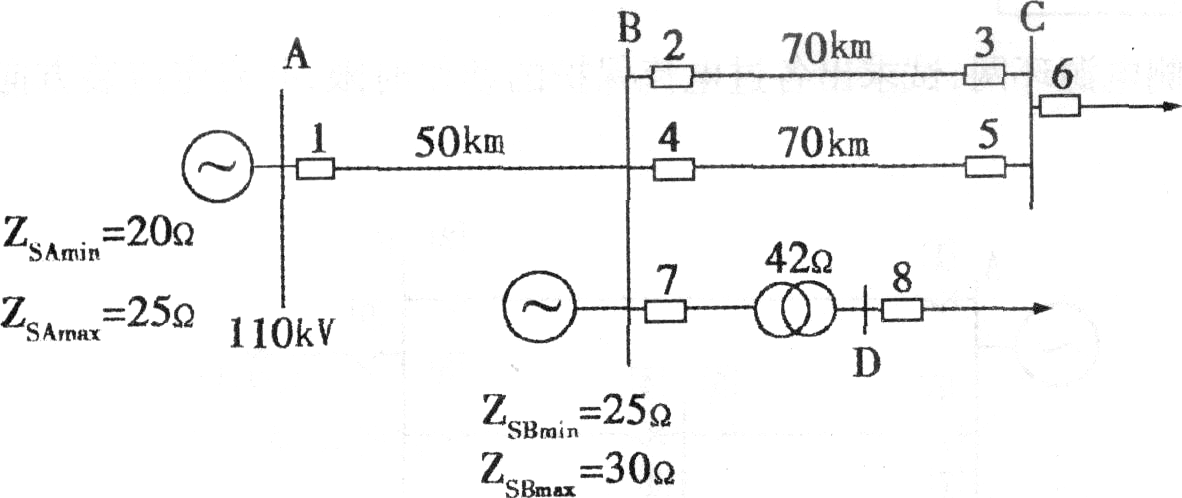 A
B
C
1
50km
2
70km
3
4
70km
5
6
Z_SAmin=20Ω
Z_SAmax=25Ω
110kV
7
42Ω
8
D
Z_SBmin=25Ω
Z_SBmax=30Ω